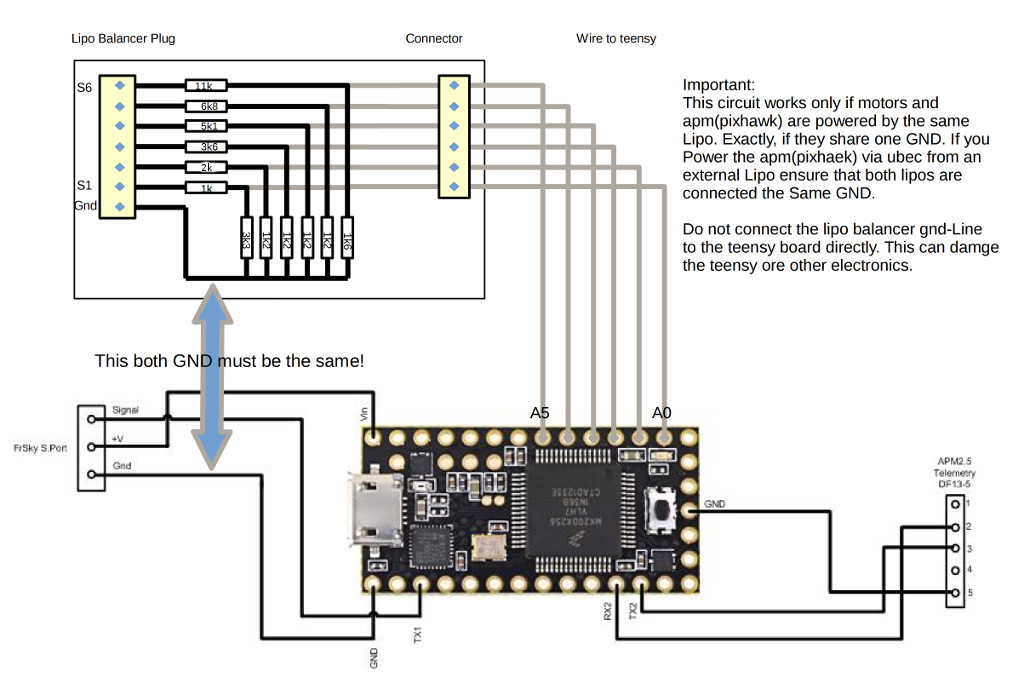 Lipo Balancer Plug
Connector
Wire to teensy
S6
11k
6k8
5k1
3k6
2k
S1
1k
Gnd
3k3
1k2
1k2
1k2
1k2
1k6
Important:
This circuit works only if motors and
apm(pixhawk) are powered by the same
Lipo. Exactly, if they share one GND. If you
Power the apm(pixhaek) via ubec from an
external Lipo ensure that both lipos are
connected the Same GND.
Do not connect the lipo balancer gnd-Line
to the teensy board directly. This can damge
the teensy ore other electronics.
This both GND must be the same!
Signal
+V
Gnd
FrSky S.Port
Vin
A5
A0
MK20DX256
VLH7
1N56B
CTAD1233E
GND
APM2.5
Telemetry
DF13-5
1
2
3
4
5
GND
TX1
RX2
TX2